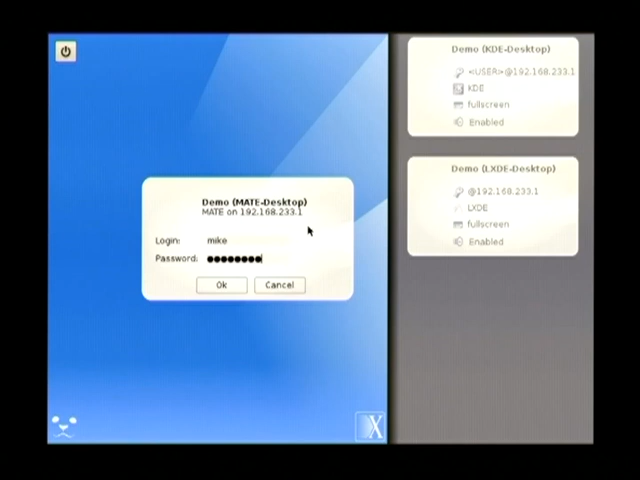 Demo (KDE-Desktop)
<USER>@192.168.233.1
KDE
fullscreen
Enabled
Demo (LXDE-Desktop)
@192.168.233.1
LXDE
fullscreen
Enabled
Demo (MATE-Desktop)
MATE on 192.168.233.1
Login: mike
Password: ●●●●●●●●
Ok Cancel
X